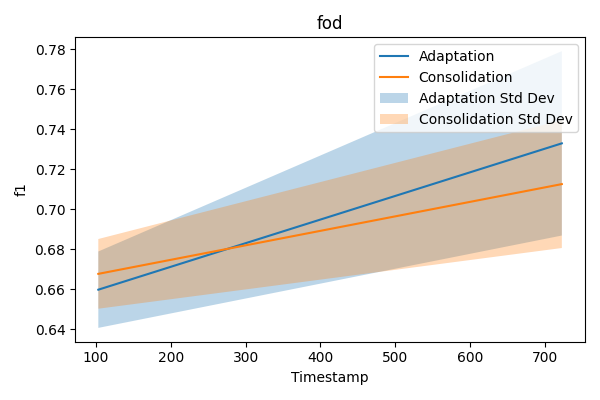 fod
Adaptation
Consolidation
Adaptation Std Dev
Consolidation Std Dev
f1
0.78
0.76
0.74
0.72
0.70
0.68
0.66
0.64
100 200 300 400 500 600 700
Timestamp